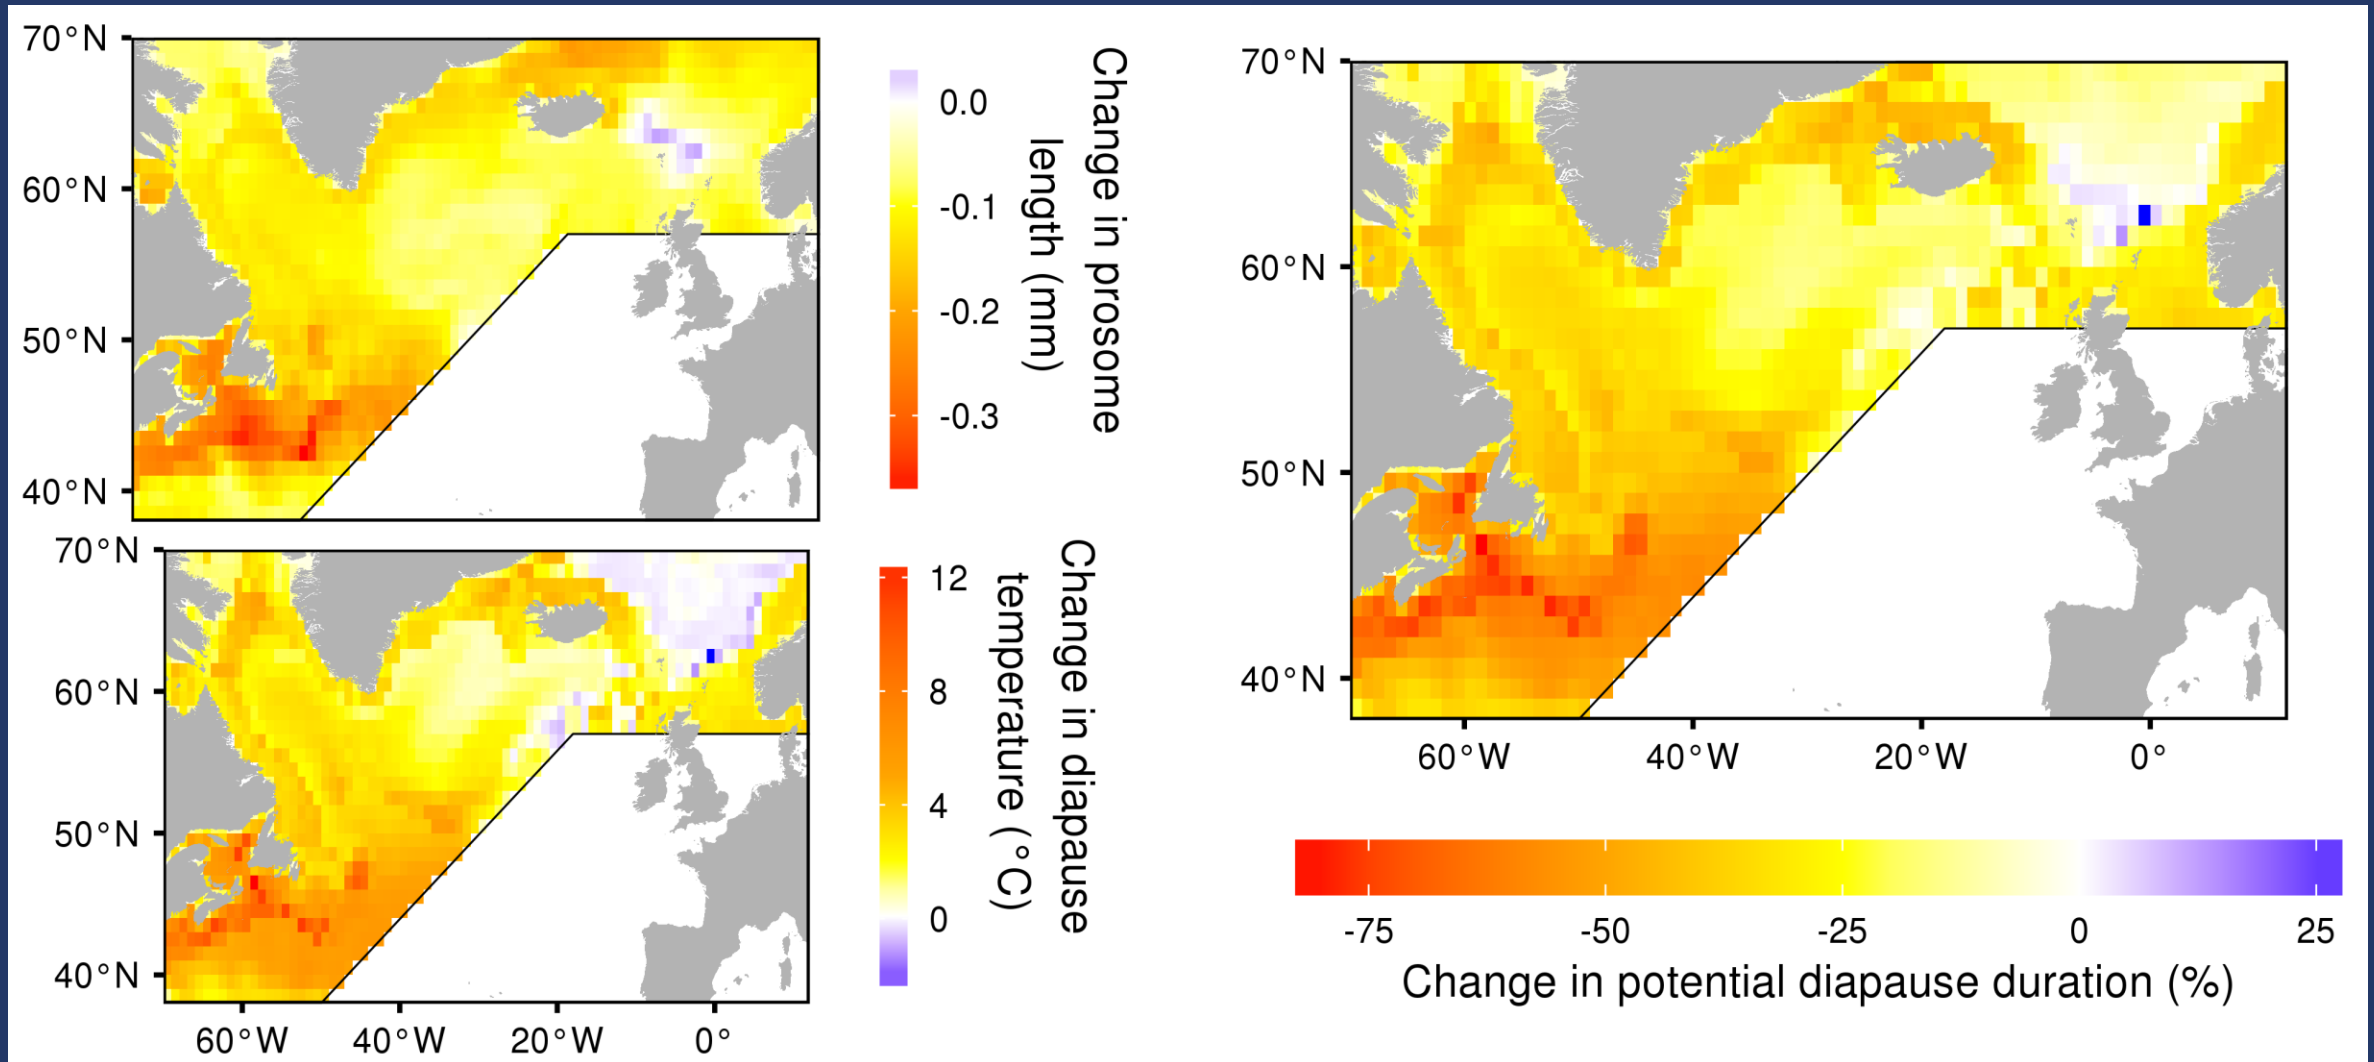 70°N
60°N
50°N
40°N
0.0
-0.1
-0.2
-0.3
Change in prosome
length (mm)
70°N
60°N
50°N
40°N
60°W
40°W
20°W
0°
12
8
4
0
Change in diapause
temperature (°C)
70°N
60°N
50°N
40°N
60°W
40°W
20°W
0°
-75
-50
-25
0
25
Change in potential diapause duration (%)